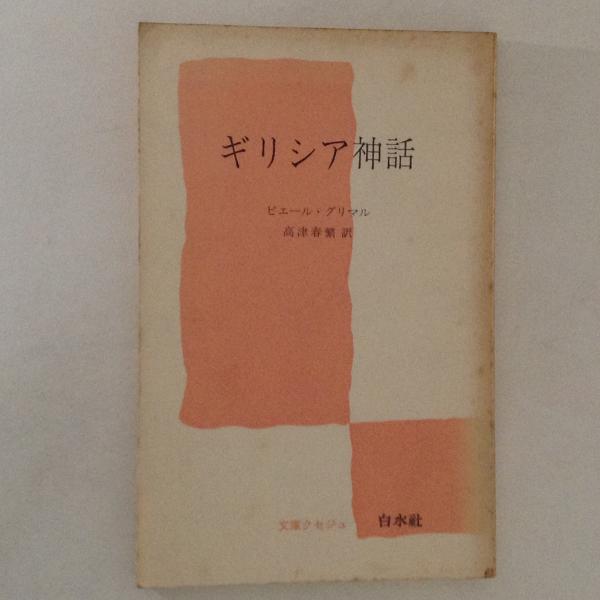 ギリシア神話
ピエール・グリマル
高津春繁 訳
文庫クセジュ 白水社